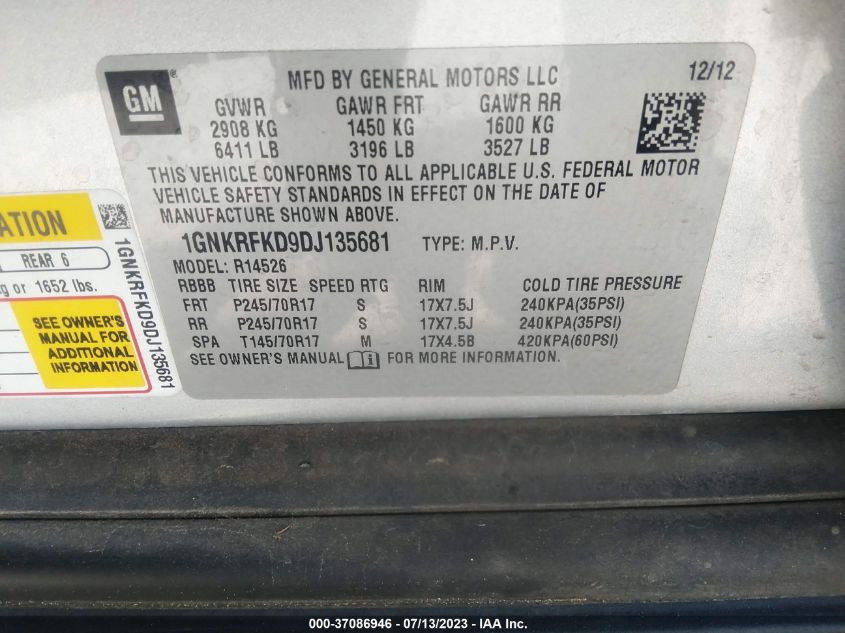 GM
MFD BY GENERAL MOTORS LLC
12/12
GVWR GAWR FRT GAWR RR
2908 KG 1450 KG 1600 KG
6411 LB 3196 LB 3527 LB
THIS VEHICLE CONFORMS TO ALL APPLICABLE U.S. FEDERAL MOTOR
VEHICLE SAFETY STANDARDS IN EFFECT ON THE DATE OF
MANUFACTURE SHOWN ABOVE.
1GNKRFKD9DJ135681 TYPE: M.P.V.
MODEL: R14526
RBBB TIRE SIZE SPEED RTG RIM COLD TIRE PRESSURE
FRT P245/70R17 S 17X7.5J 240KPA(35PSI)
RR P245/70R17 S 17X7.5J 240KPA(35PSI)
SPA T145/70R17 M 17X4.5B 420KPA(60PSI)
SEE OWNER'S MANUAL FOR MORE INFORMATION.
REAR 6
or 1652 lbs.
SEE OWNER'S
MANUAL FOR
ADDITIONAL
INFORMATION
1GNKRFKD9DJ135681
000-37086946 - 07/13/2023 - IAAI Inc.